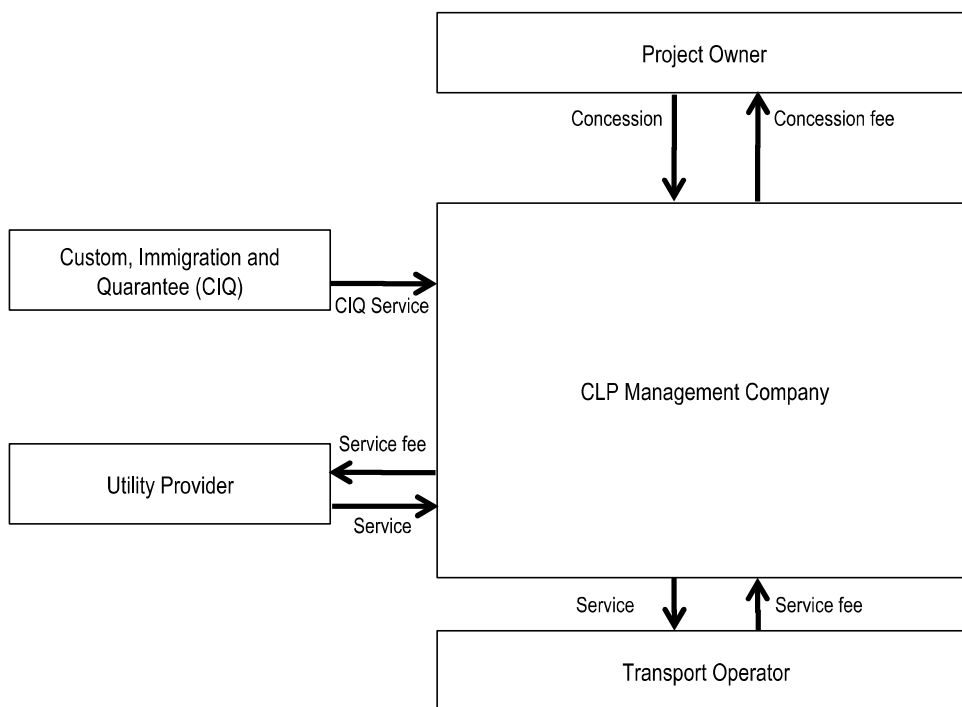 Project Owner
Concession
Concession fee
Custom, Immigration and
Quarantee (CIQ)
CIQ Service
CLP Management Company
Service fee
Utility Provider
Service
Service
Service fee
Transport Operator